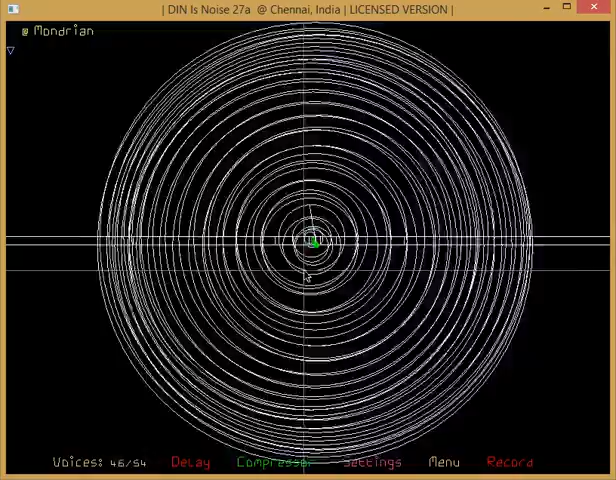 | DIN Is Noise 27a @ Chennai, India | LICENSED VERSION |
@ Mondrian
Voices: 46/54 Delay Compressor Settings Menu Record